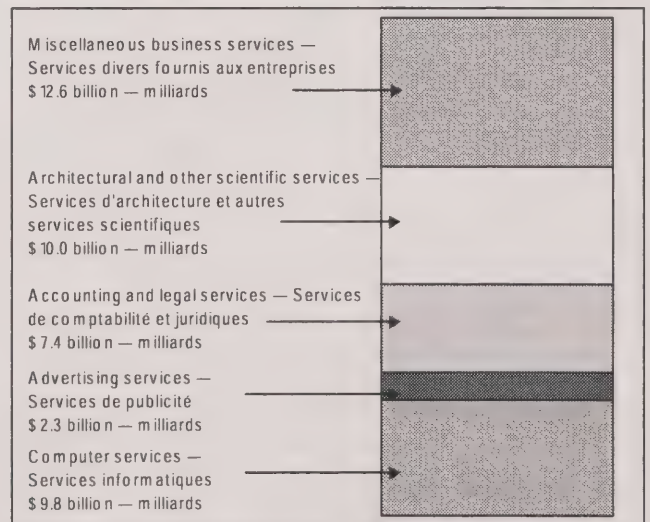 Miscellaneous business services —
Services divers fournis aux entreprises
$12.6 billion — milliards
Architectural and other scientific services —
Services d'architecture et autres
services scientifiques
$10.0 billion — milliards
Accounting and legal services — Services
de comptabilité et juridiques
$7.4 billion — milliards
Advertising services —
Services de publicité
$2.3 billion — milliards
Computer services —
Services informatiques
$9.8 billion — milliards